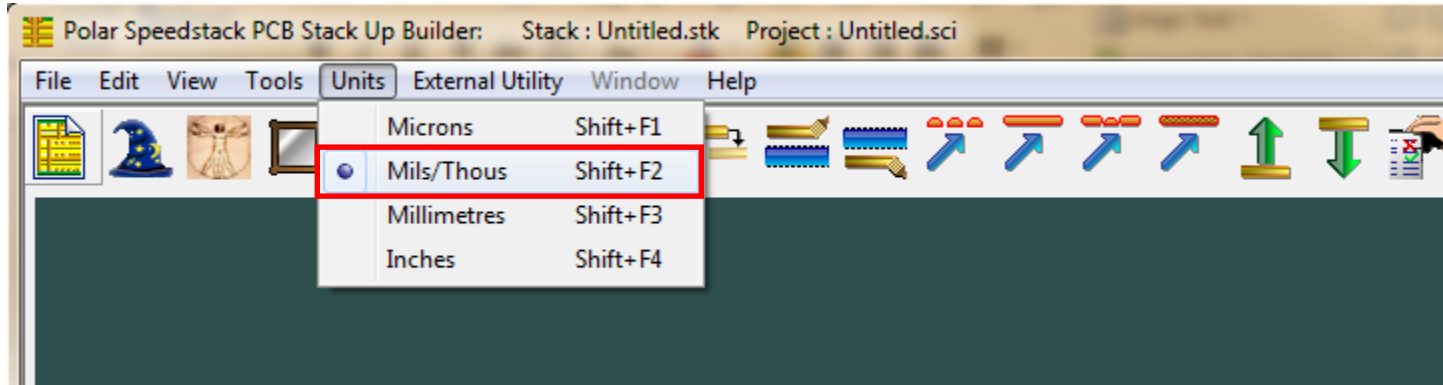 Polar Speedstack PCB Stack Up Builder: Stack : Untitled.stk Project : Untitled.sci
File Edit View Tools Units External Utility Window Help
Microns Shift+F1
Mils/Thous Shift+F2
Millimetres Shift+F3
Inches Shift+F4